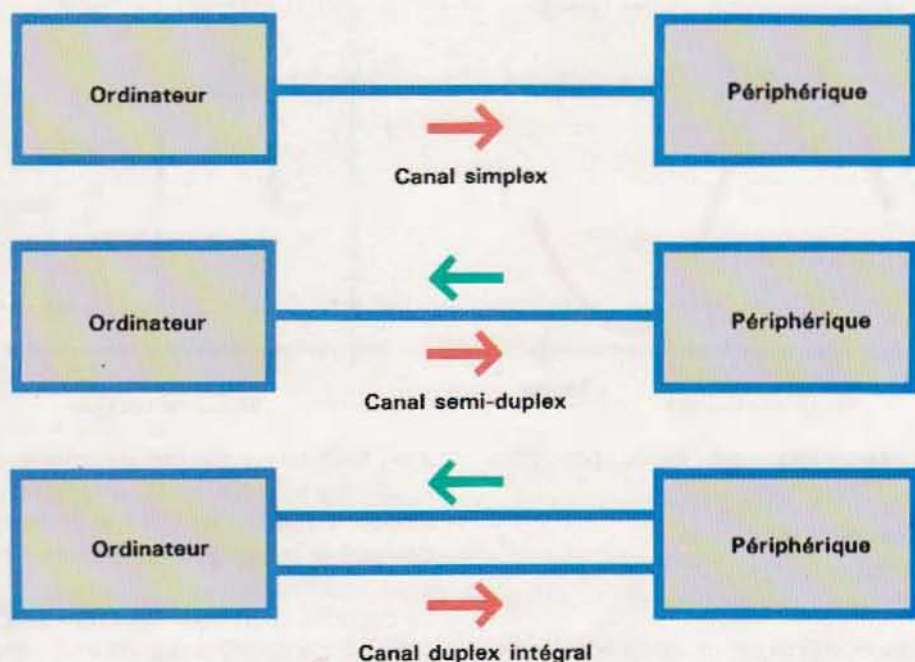 Ordinateur
Périphérique
Canal simplex
Ordinateur
Périphérique
Canal semi-duplex
Ordinateur
Périphérique
Canal duplex intégral